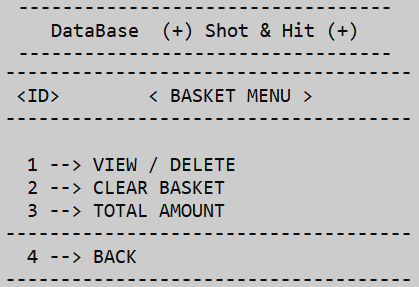 -----------------------------------
DataBase (+) Shot & Hit (+)
-----------------------------------
--------------------------------------
<ID> < BASKET MENU >
--------------------------------------
1 --> VIEW / DELETE
2 --> CLEAR BASKET
3 --> TOTAL AMOUNT
--------------------------------------
4 --> BACK
--------------------------------------